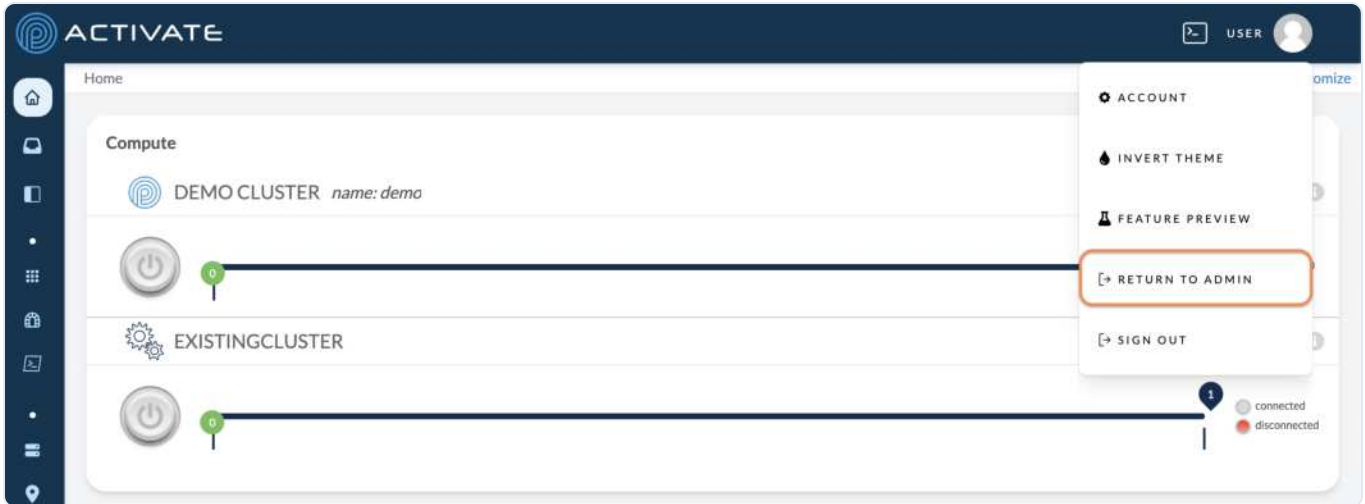 ACTIVATE
USER
Home
omize
ACCOUNT
Compute
INVERT THEME
DEMO CLUSTER name: demo
FEATURE PREVIEW
0
RETURN TO ADMIN
EXISTINGCLUSTER
SIGN OUT
0
1
connected
disconnected